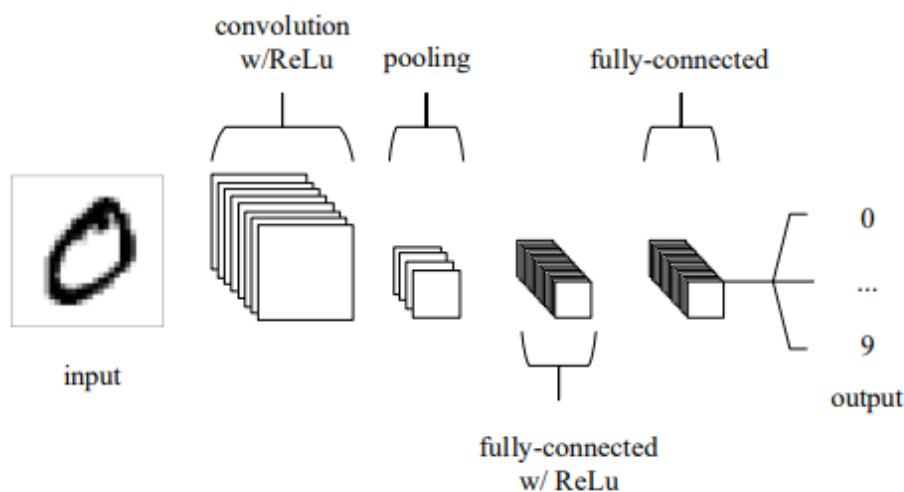 convolution
w/ReLu
pooling
fully-connected
0
...
9
input
output
fully-connected
w/ ReLu